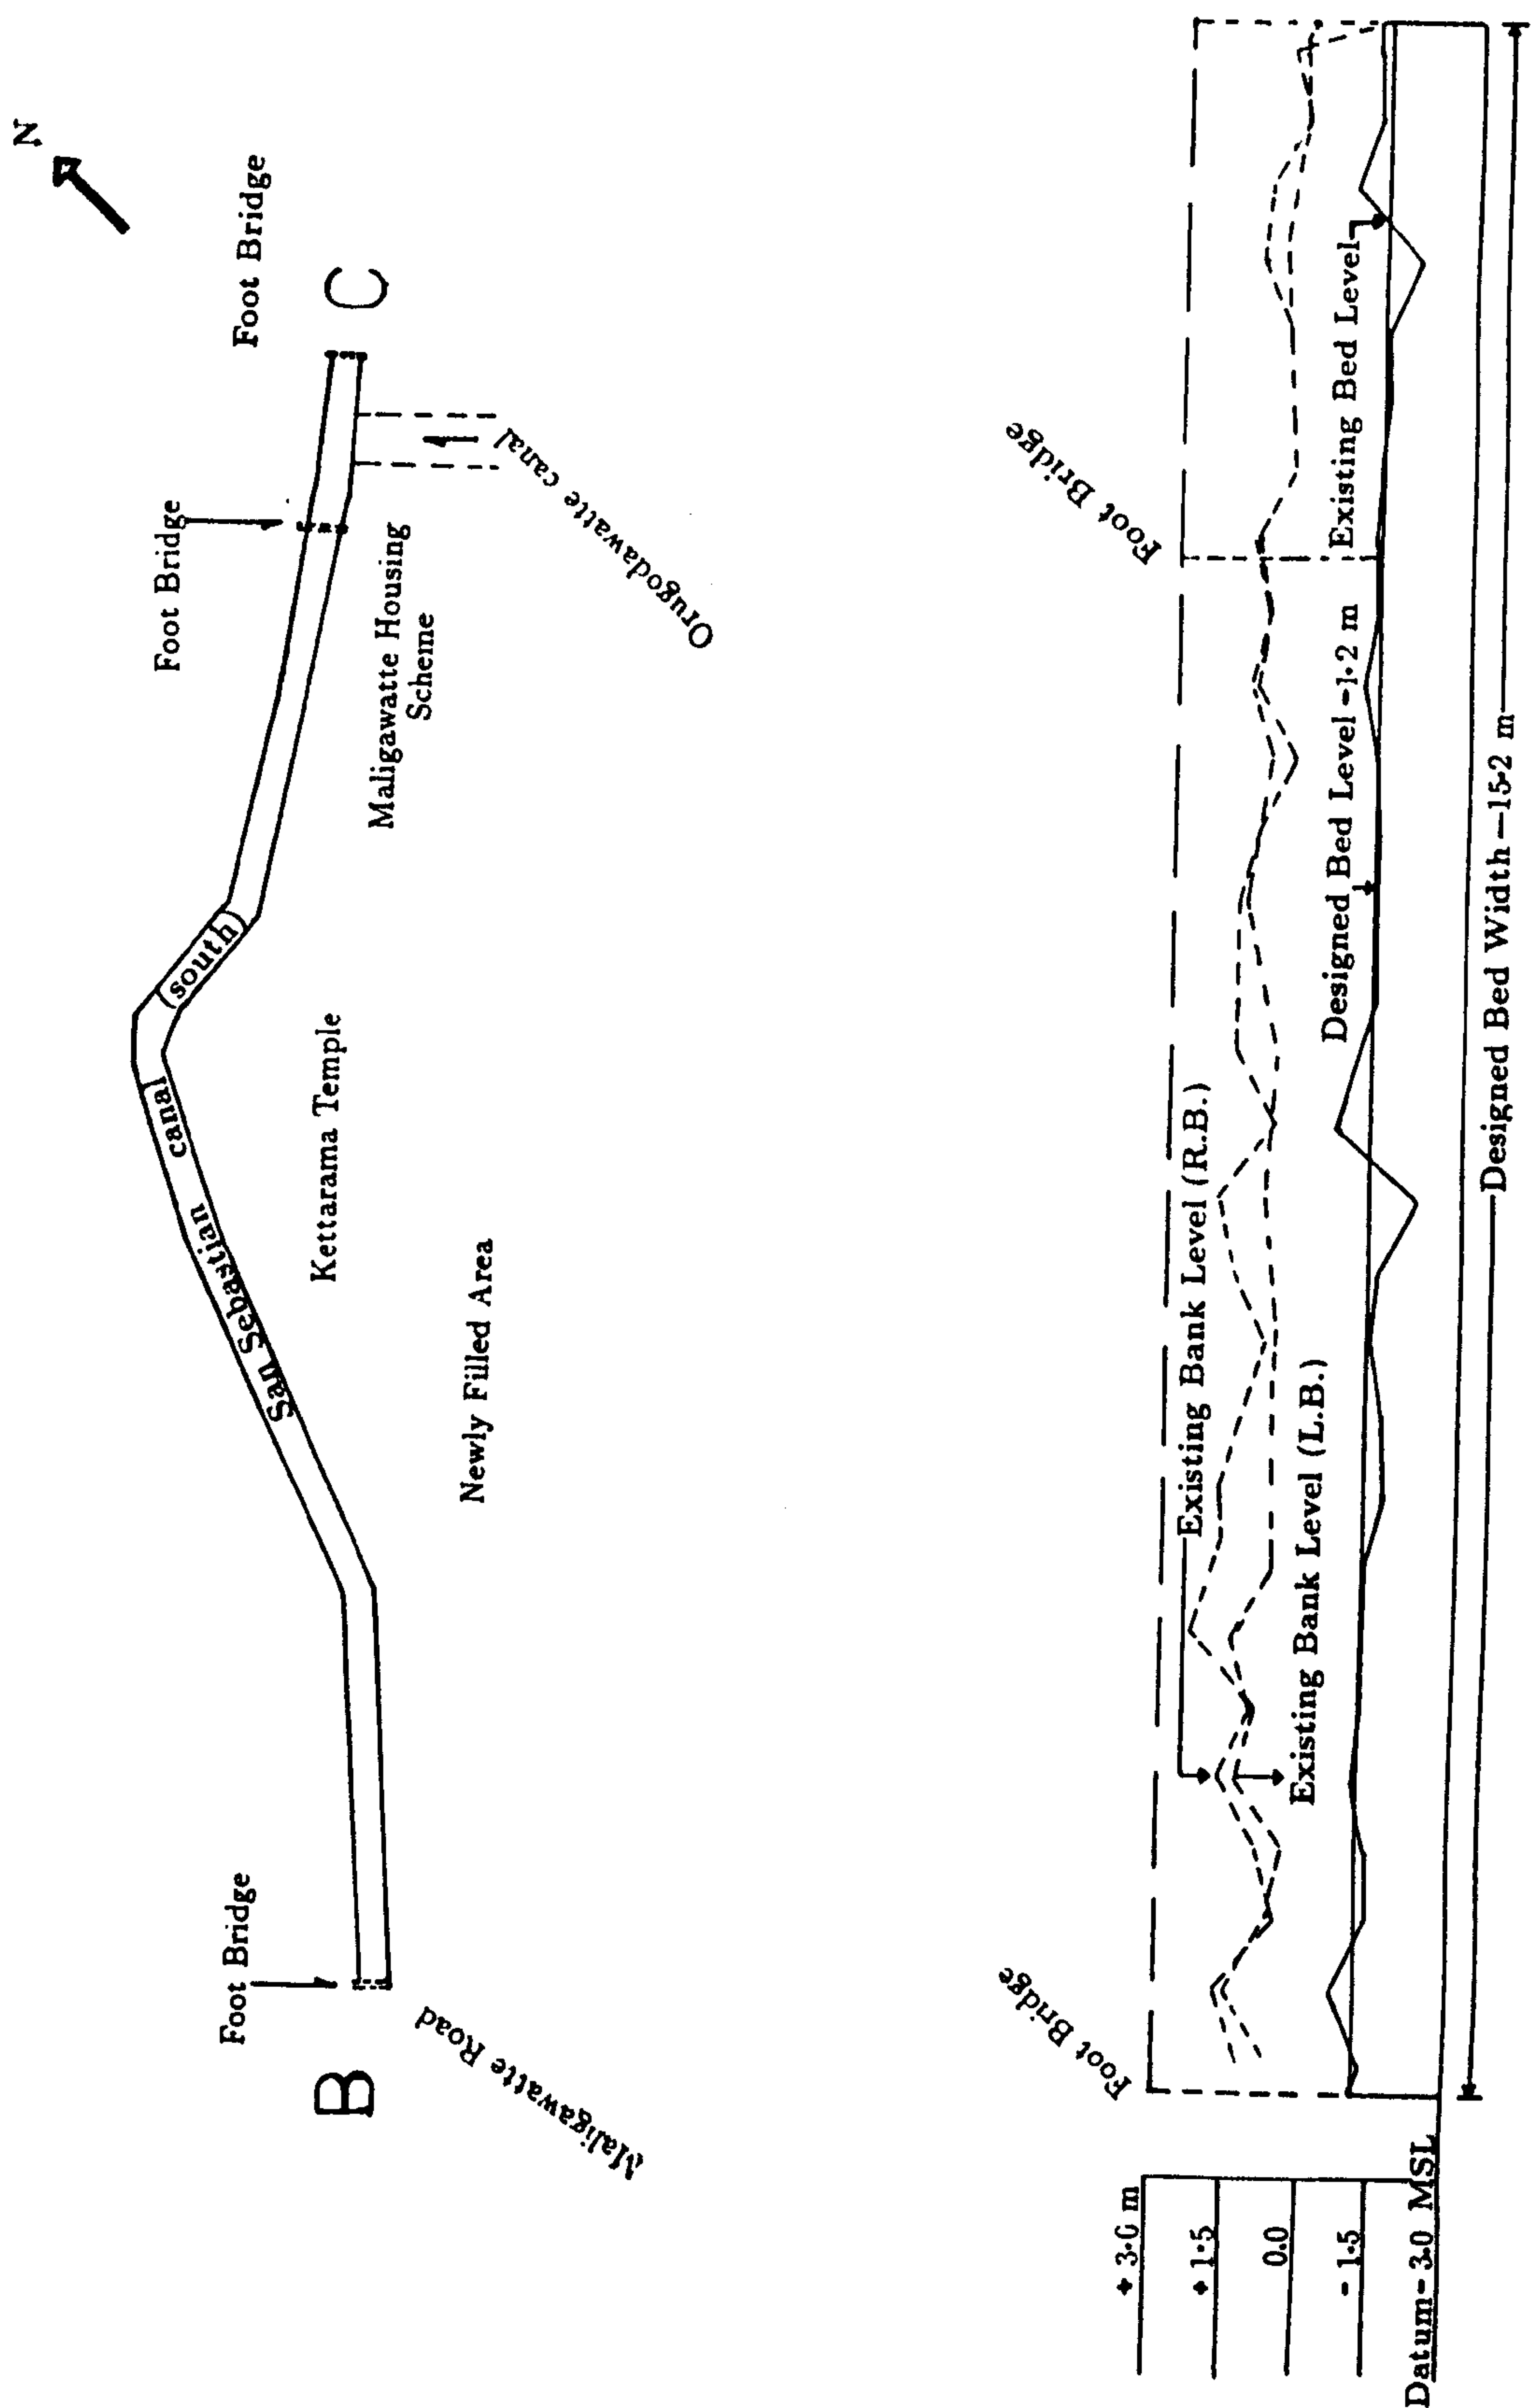 N
Foot Bridge
C
Foot Bridge
Orugodawatte canal
Maligawatte Housing
Scheme
south
canal
San Sebastian
Kettarama Temple
Newly Filled Area
Foot Bridge
B
Maligawatte Road
Foot Bridge
Existing Bed Level
Designed Bed Level -1.2 m
Existing Bank Level (R.B.)
Existing Bank Level (L.B.)
Foot Bridge
Designed Bed Width - 15.2 m
+ 3.0 m
+ 1.5
0.0
- 1.5
Datum - 3.0 MSL